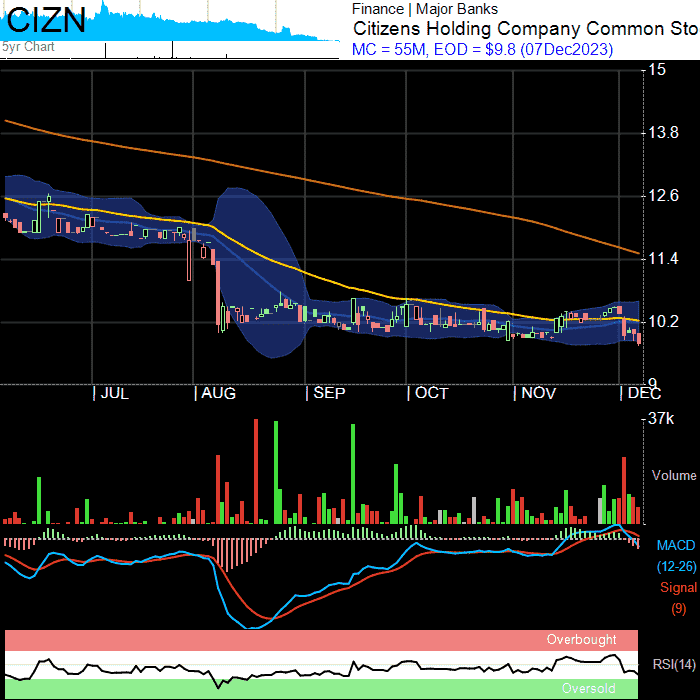 CIZN
5yr Chart
Finance | Major Banks
Citizens Holding Company Common Sto
MC = 55M, EOD = $9.8 (07Dec2023)
15
13.8
12.6
11.4
10.2
9
JUL AUG SEP OCT NOV DEC
37k
Volume
MACD
(12-26)
Signal
(9)
Overbought
RSI(14)
Oversold